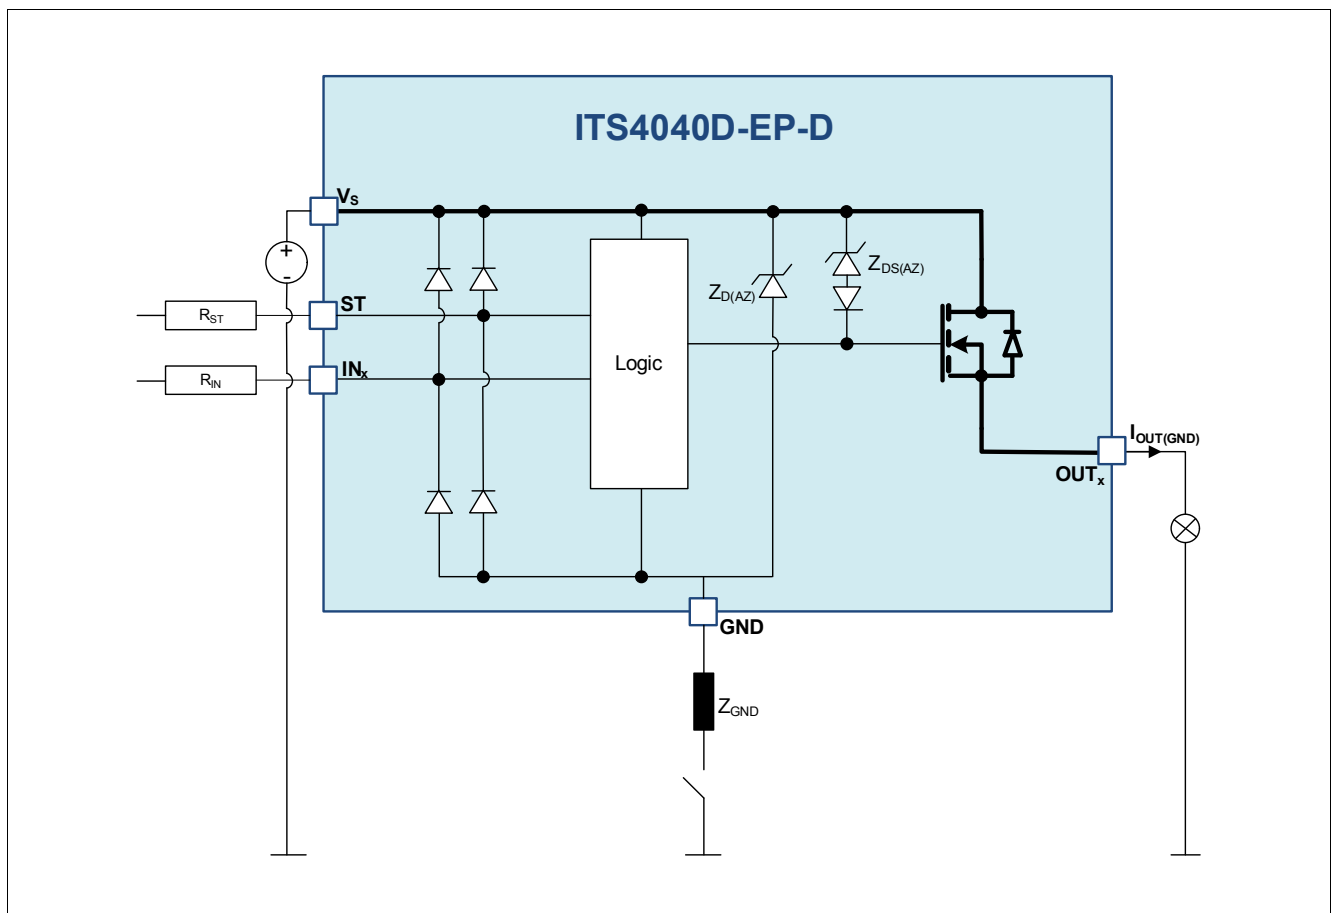 ITS4040D-EP-D
VS
+
-
ZDS(AZ)
ZD(AZ)
ST
RST
Logic
INx
RIN
IOUT(GND)
OUTx
GND
ZGND